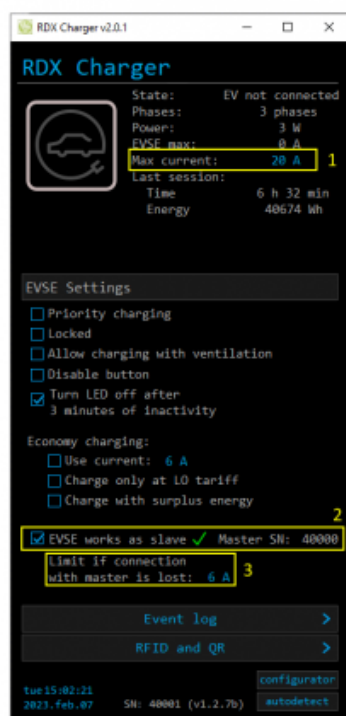 RDX Charger v2.0.1
RDX Charger
State: EV not connected
Phases: 3 phases
Power: 3 W
EVSE max: 0 A
Max current: 20 A 1
Last session:
Time 6 h 32 min
Energy 40674 Wh
EVSE Settings
Priority charging
Locked
Allow charging with ventilation
Disable button
Turn LED off after
3 minutes of inactivity
Economy charging:
Use current: 6 A
Charge only at LO tariff
Charge with surplus energy
2
EVSE works as slave ✓ Master SN: 40000
Limit if connection
with master is lost: 6 A 3
Event log >
RFID and QR >
configurator
tue 15:02:21
2023.feb.07 SN: 40001 (v1.2.7b) autodetect